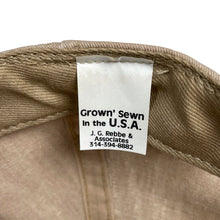 Grown' Sewn
In the U.S.A.
J. G. Rebbe &
Associates
314-394-8882